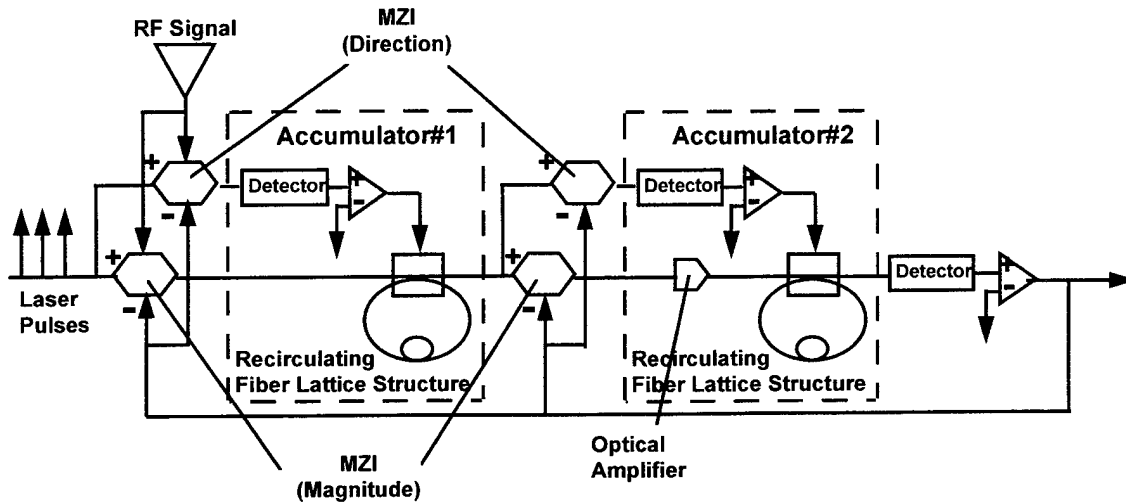 RF Signal
MZI
(Direction)
Accumulator#1
Accumulator#2
+
+
Detector
+
-
Detector
+
-
-
-
+
+
Detector
+
-
Laser
Pulses
-
-
Recirculating
Fiber Lattice Structure
Recirculating
Fiber Lattice Structure
Optical
Amplifier
MZI
(Magnitude)